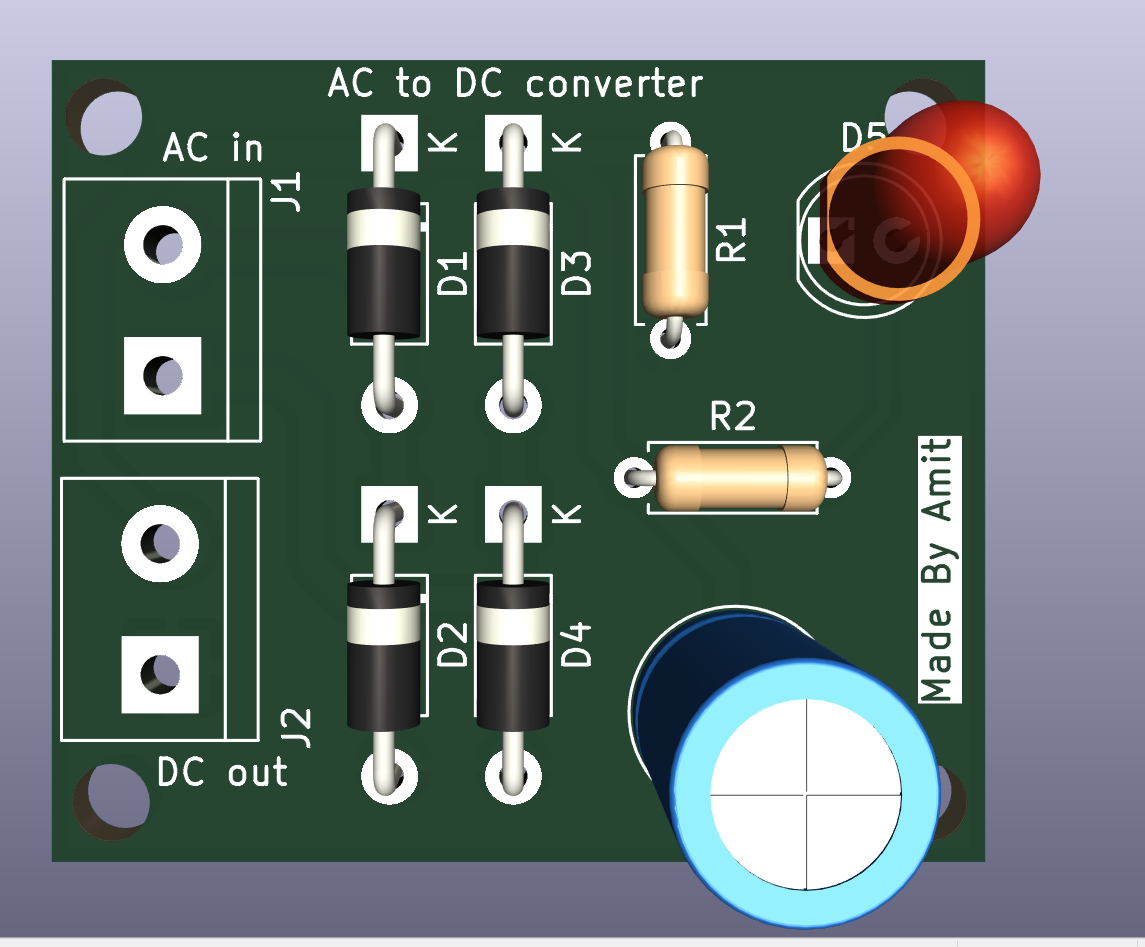 AC to DC converter
AC in
J1
K
K
D5
D1
D3
R1
R2
K
K
D2
D4
Made By Amit
J2
DC out